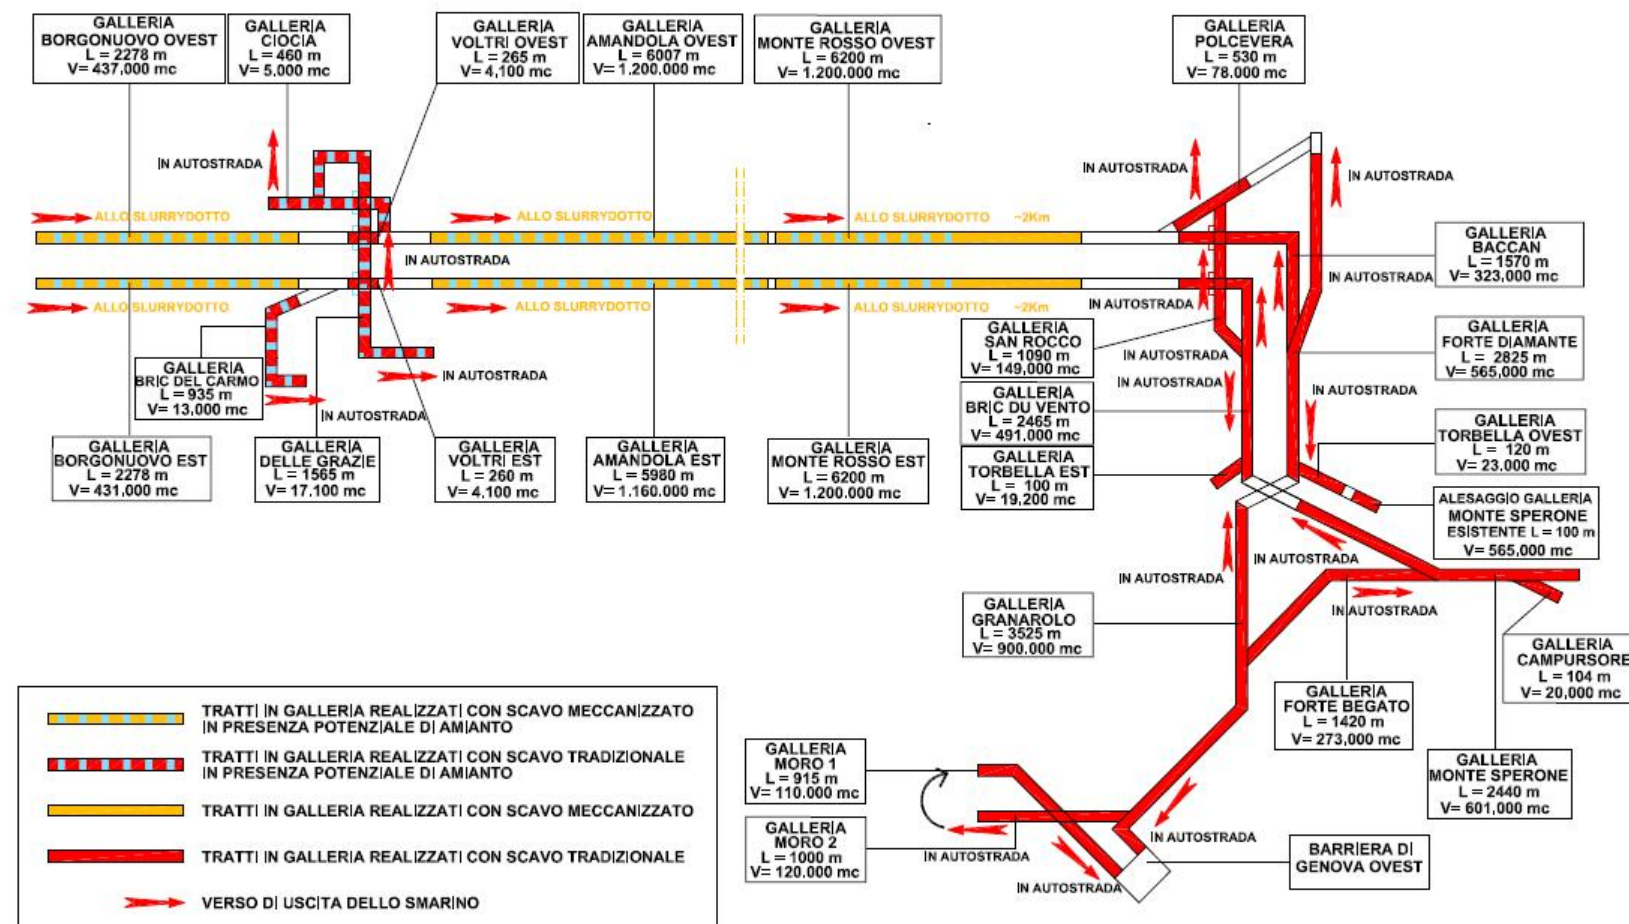 GALLERIA
BORGONUOVO OVEST
L = 2278 m
V= 437,000 mc
GALLERIA
CIOCIA
L = 460 m
V= 5.000 mc
GALLERIA
VOLTRI OVEST
L = 265 m
V= 4,100 mc
GALLERIA
AMANDOLA OVEST
L = 6007 m
V= 1.200.000 mc
GALLERIA
MONTE ROSSO OVEST
L = 6200 m
V= 1.200.000 mc
GALLERIA
POLCEVERA
L = 530 m
V= 78.000 mc
IN AUTOSTRADA
IN AUTOSTRADA
IN AUTOSTRADA
ALLO SLURRYDOTTO
ALLO SLURRYDOTTO
ALLO SLURRYDOTTO
~2Km
IN AUTOSTRADA
IN AUTOSTRADA
GALLERIA
BACCAN
L = 1570 m
V= 323,000 mc
ALLO SLURRYDOTTO
ALLO SLURRYDOTTO
ALLO SLURRYDOTTO
~2Km
IN AUTOSTRADA
GALLERIA
SAN ROCCO
L = 1090 m
V= 149,000 mc
IN AUTOSTRADA
GALLERIA
FORTE DIAMANTE
L = 2825 m
V= 565,000 mc
GALLERIA
BRIC DEL CARMO
L = 935 m
V= 13,000 mc
IN AUTOSTRADA
IN AUTOSTRADA
IN AUTOSTRADA
IN AUTOSTRADA
GALLERIA
BRIC DU VENTO
L = 2465 m
V= 491,000 mc
GALLERIA
TORBELLA OVEST
L = 120 m
V= 23,000 mc
GALLERIA
BORGONUOVO EST
L = 2278 m
V= 431,000 mc
GALLERIA
DELLE GRAZIE
L = 1565 m
V= 17,100 mc
GALLERIA
VOLTRI EST
L = 260 m
V= 4,100 mc
GALLERIA
AMANDOLA EST
L = 5980 m
V= 1.160.000 mc
GALLERIA
MONTE ROSSO EST
L = 6200 m
V= 1.200.000 mc
GALLERIA
TORBELLA EST
L = 100 m
V= 19,200 mc
ALESAGGIO GALLERIA
MONTE SPERONE
ESISTENTE L = 100 m
V= 565,000 mc
IN AUTOSTRADA
IN AUTOSTRADA
IN AUTOSTRADA
GALLERIA
GRANAROLO
L = 3525 m
V= 900.000 mc
GALLERIA
CAMPURSORE
L = 104 m
V= 20,000 mc
GALLERIA
FORTE BEGATO
L = 1420 m
V= 273,000 mc
GALLERIA
MONTE SPERONE
L = 2440 m
V= 601,000 mc
GALLERIA
MORO 1
L = 915 m
V= 110.000 mc
GALLERIA
MORO 2
L = 1000 m
V= 120.000 mc
IN AUTOSTRADA
IN AUTOSTRADA
IN AUTOSTRADA
BARRIERA DI
GENOVA OVEST
TRATTI IN GALLERIA REALIZZATI CON SCAVO MECCANIZZATO
IN PRESENZA POTENZIALE DI AMIANTO
TRATTI IN GALLERIA REALIZZATI CON SCAVO TRADIZIONALE
IN PRESENZA POTENZIALE DI AMIANTO
TRATTI IN GALLERIA REALIZZATI CON SCAVO MECCANIZZATO
TRATTI IN GALLERIA REALIZZATI CON SCAVO TRADIZIONALE
VERSO DI USCITA DELLO SMARINO